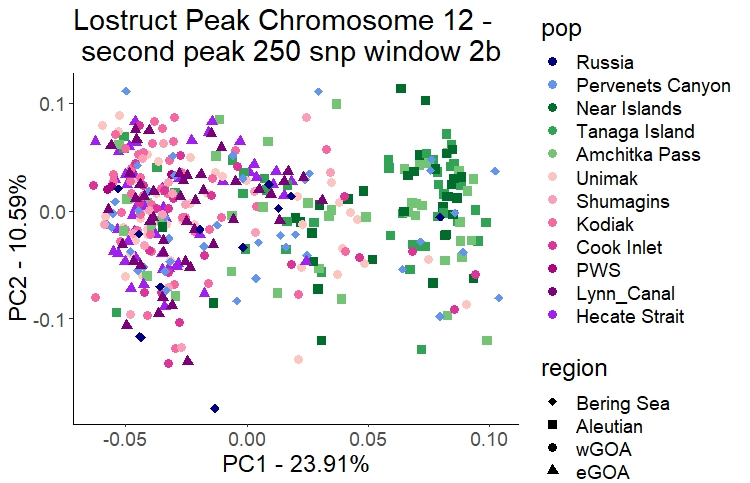 Lostruct Peak Chromosome 12 -
second peak 250 snp window 2b
PC2 - 10.59%
0.1
0.0
-0.1
-0.05
0.00
0.05
0.10
PC1 - 23.91%
pop
Russia
Pervenets Canyon
Near Islands
Tanaga Island
Amchitka Pass
Unimak
Shumagins
Kodiak
Cook Inlet
PWS
Lynn_Canal
Hecate Strait
region
Bering Sea
Aleutian
wGOA
eGOA